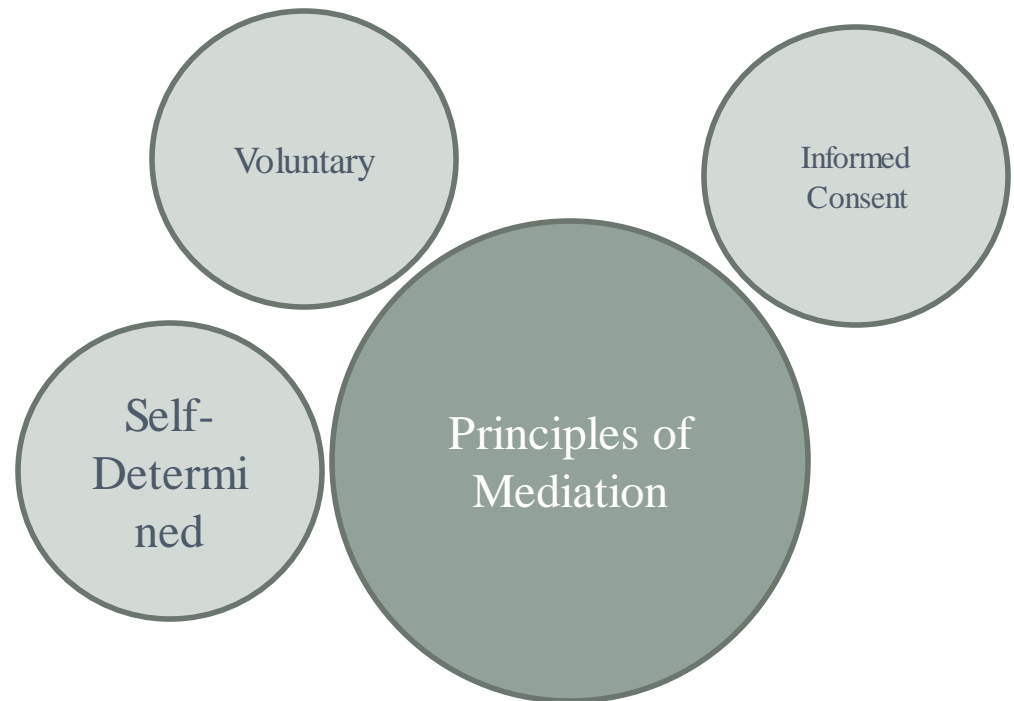 Voluntary
Informed
Consent
Self-
Determi
ned
Principles of
Mediation